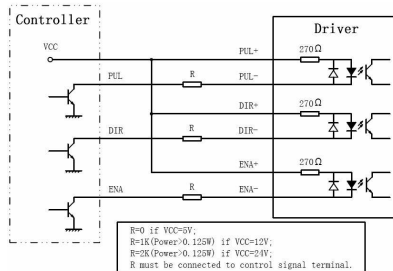 Controller
Driver
VCC
PUL+
270Ω
PUL
R
PUL-
DIR+
270Ω
DIR
R
DIR-
ENA+
270Ω
ENA
R
ENA-
R=0 if VCC=5V;
R=1K(Power>0.125W) if VCC=12V;
R=2K(Power>0.125W) if VCC=24V;
R must be connected to control signal terminal.